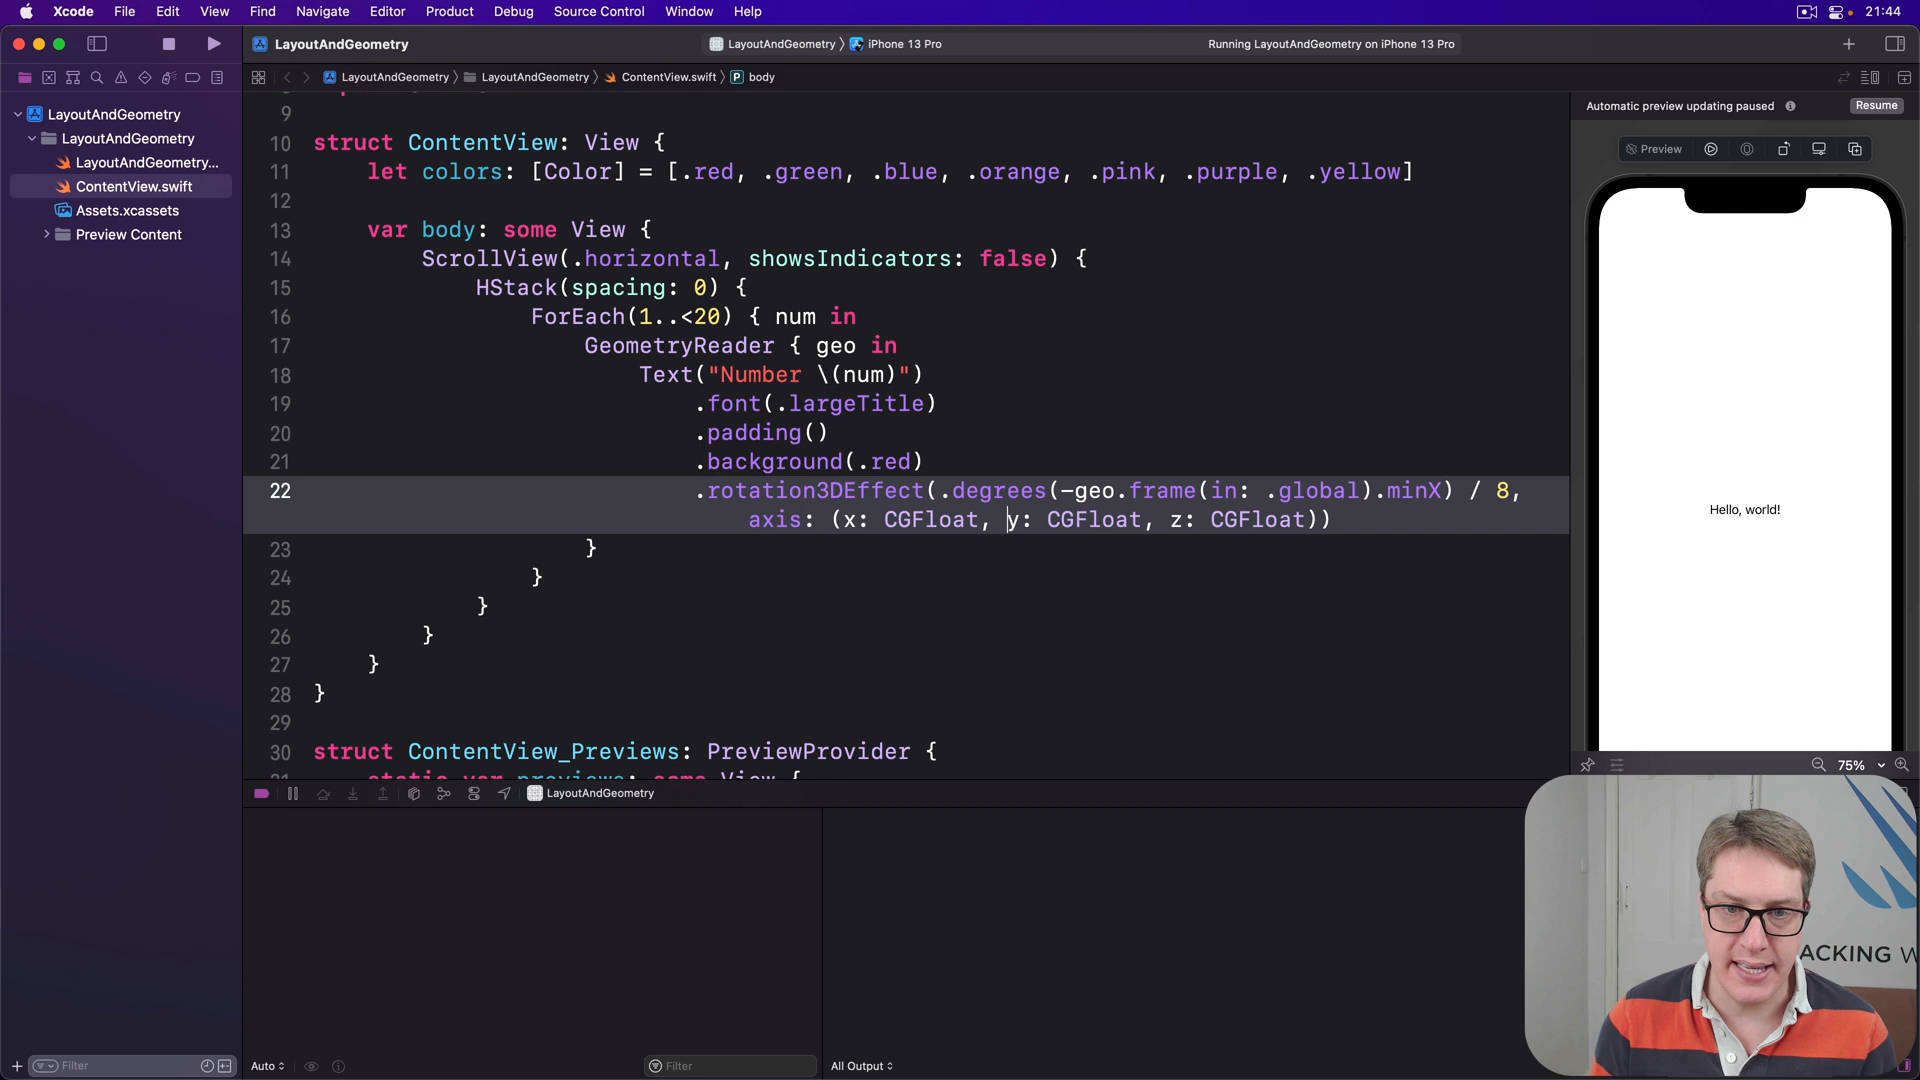 Xcode File Edit View Find Navigate Editor Product Debug Source Control Window Help 21:44
LayoutAndGeometry LayoutAndGeometry iPhone 13 Pro Running LayoutAndGeometry on iPhone 13 Pro
LayoutAndGeometry LayoutAndGeometry ContentView.swift P body
LayoutAndGeometry
LayoutAndGeometry
LayoutAndGeometry...
ContentView.swift
Assets.xcassets
Preview Content
9
10 struct ContentView: View {
11 let colors: [Color] = [.red, .green, .blue, .orange, .pink, .purple, .yellow]
12
13 var body: some View {
14 ScrollView(.horizontal, showsIndicators: false) {
15 HStack(spacing: 0) {
16 ForEach(1..<20) { num in
17 GeometryReader { geo in
18 Text("Number \(num)")
19 .font(.largeTitle)
20 .padding()
21 .background(.red)
22 .rotation3DEffect(.degrees(-geo.frame(in: .global).minX) / 8,
axis: (x: CGFloat, y: CGFloat, z: CGFloat))
23 }
24 }
25 }
26 }
27 }
28 }
29
30 struct ContentView_Previews: PreviewProvider {
31 static var previews: some View {
Automatic preview updating paused Resume
Preview
Hello, world!
75%
LayoutAndGeometry
ACKING W
Filter
Auto
Filter
All Output